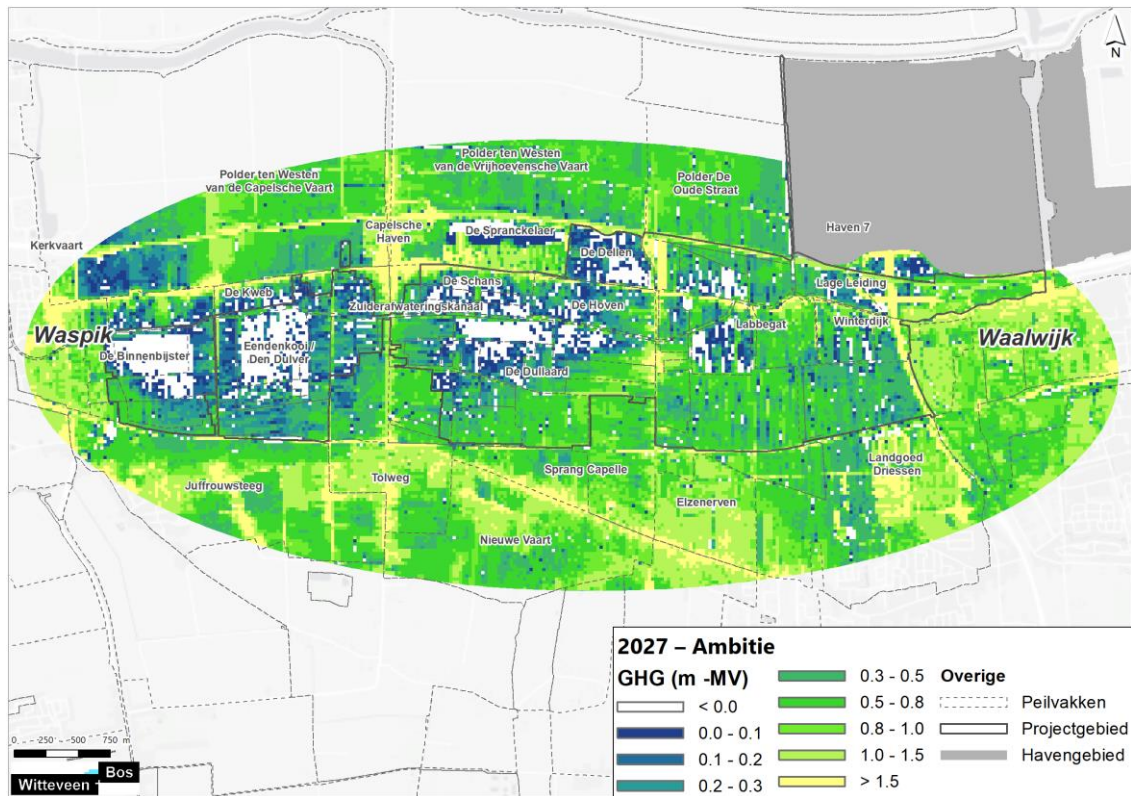 N
Polder ten Westen
van de Vrijhoevensche Vaart
Polder ten Westen
van de Capelsche Vaart
Polder De
Oude Straat
Kerkvaart
Capelsche
Haven
De Spranckelaer
De Dellen
Haven 7
De Kweb
De Schans
Zuiderafwateringskanaal
De Hoven
Lage Leiding
Waspik
De Binnenbijster
Eendenkooi /
Den Dulver
Labbegat
Winterdijk
Waalwijk
De Dullaard
Juffrouwsteeg
Tolweg
Sprang Capelle
Landgoed
Driessen
Elzenerven
Nieuwe Vaart
2027 – Ambitie
GHG (m -MV)
< 0.0
0.0 - 0.1
0.1 - 0.2
0.2 - 0.3
0.3 - 0.5
0.5 - 0.8
0.8 - 1.0
1.0 - 1.5
> 1.5
Overige
Peilvakken
Projectgebied
Havengebied
0 250 500 750 m
Witteveen + Bos